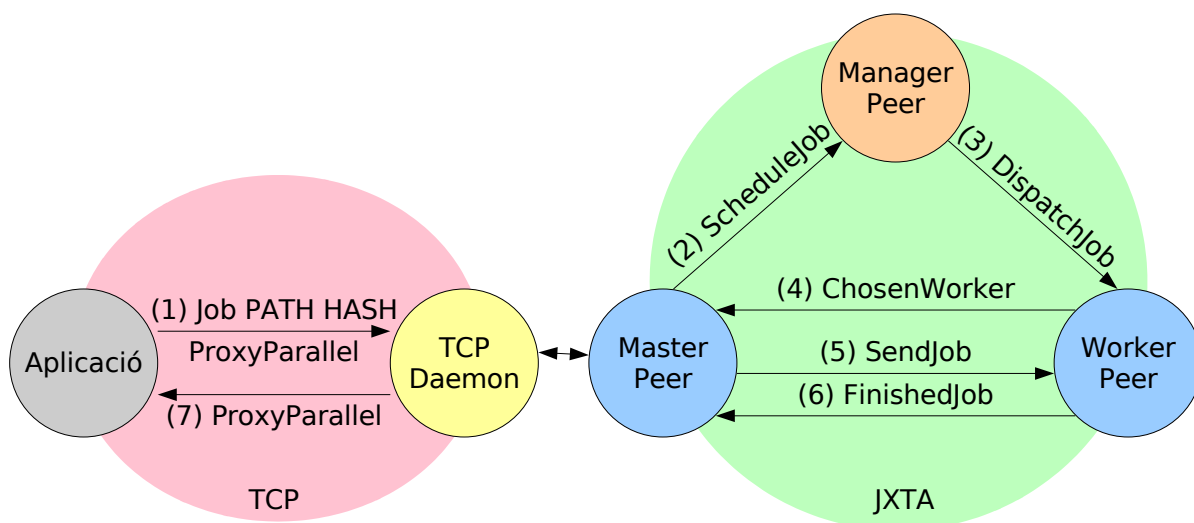 Manager
Peer
(2) ScheduleJob
(3) DispatchJob
(1) Job PATH HASH
ProxyParallel
(7) ProxyParallel
Aplicació
TCP
Daemon
Master
Peer
(4) ChosenWorker
(5) SendJob
(6) FinishedJob
Worker
Peer
TCP
JXTA